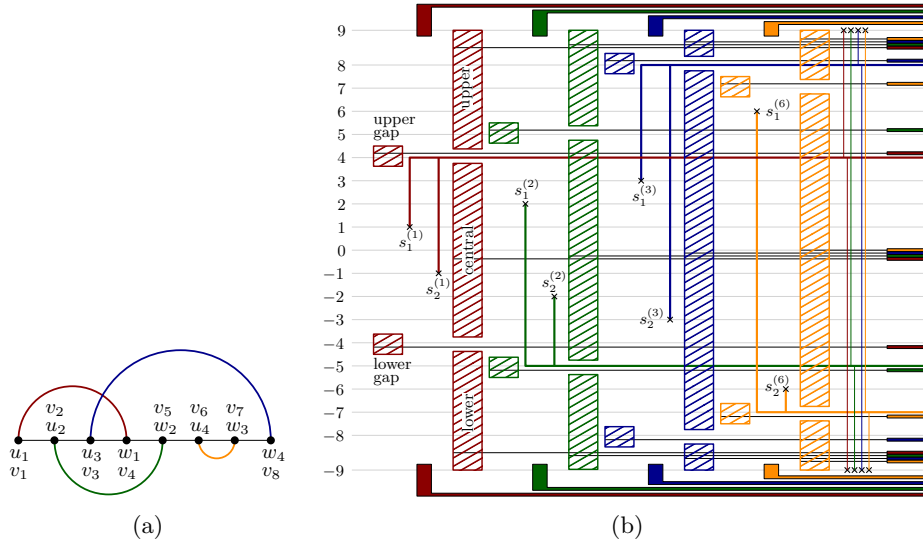 9
8
7
6
5
4
3
2
1
0
−1
−2
−3
−4
−5
−6
−7
−8
−9
upper
gap
upper
central
lower
lower
gap
s₁⁽¹⁾
s₂⁽¹⁾
s₁⁽²⁾
s₂⁽²⁾
s₁⁽³⁾
s₂⁽³⁾
s₁⁽⁶⁾
s₂⁽⁶⁾
v₂ v₅ v₆ v₇
u₂ w₂ u₄ w₃
u₁ u₃ w₁ w₄
v₁ v₃ v₄ v₈
(a)
(b)